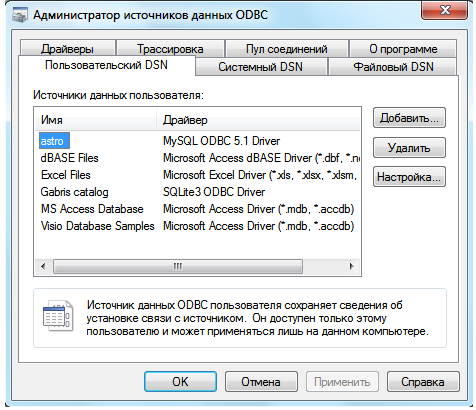 Администратор источников данных ODBC
Драйверы Трассировка Пул соединений О программе
Пользовательский DSN Системный DSN Файловый DSN
Источники данных пользователя:
Имя Драйвер
astro MySQL ODBC 5.1 Driver
dBASE Files Microsoft Access dBASE Driver (*.dbf, *.n
Excel Files Microsoft Excel Driver (*.xls, *.xlsx, *.xlsm,
Gabris catalog SQLite3 ODBC Driver
MS Access Database Microsoft Access Driver (*.mdb, *.accdb)
Visio Database Samples Microsoft Access Driver (*.mdb, *.accdb)
Добавить...
Удалить
Настройка...
Источник данных ODBC пользователя сохраняет сведения об
установке связи с источником. Он доступен только этому
пользователю и может применяться лишь на данном компьютере.
OK Отмена Применить Справка